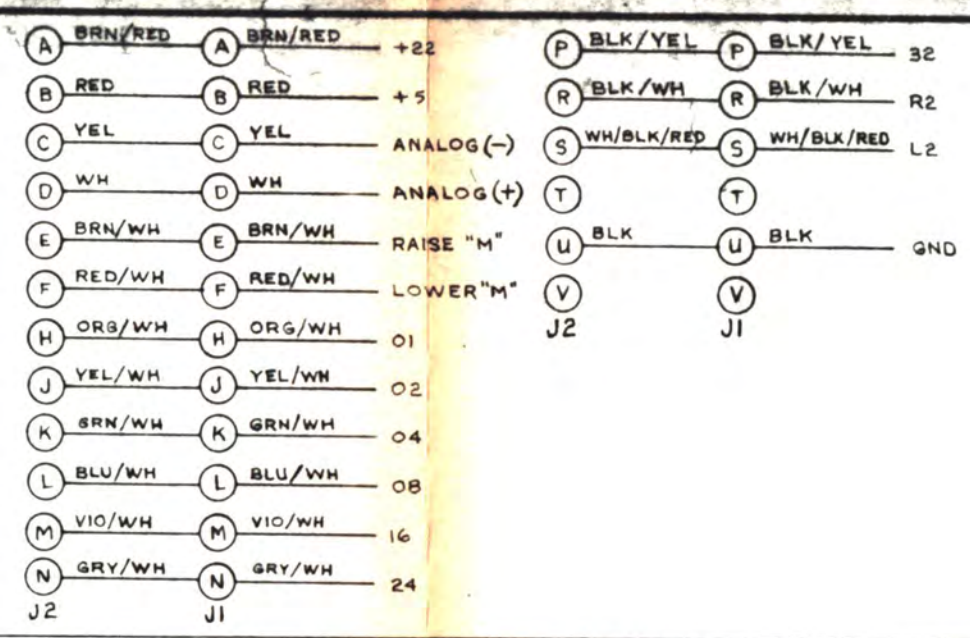 A BRN/RED A BRN/RED +22
B RED B RED +5
C YEL C YEL ANALOG(-)
D WH D WH ANALOG(+)
E BRN/WH E BRN/WH RAISE "M"
F RED/WH F RED/WH LOWER "M"
H ORG/WH H ORG/WH 01
J YEL/WH J YEL/WH 02
K GRN/WH K GRN/WH 04
L BLU/WH L BLU/WH 08
M VIO/WH M VIO/WH 16
N GRY/WH N GRY/WH 24
J2 J1
P BLK/YEL P BLK/YEL 32
R BLK/WH R BLK/WH R2
S WH/BLK/RED S WH/BLK/RED L2
T T
U BLK U BLK GND
V V
J2 J1